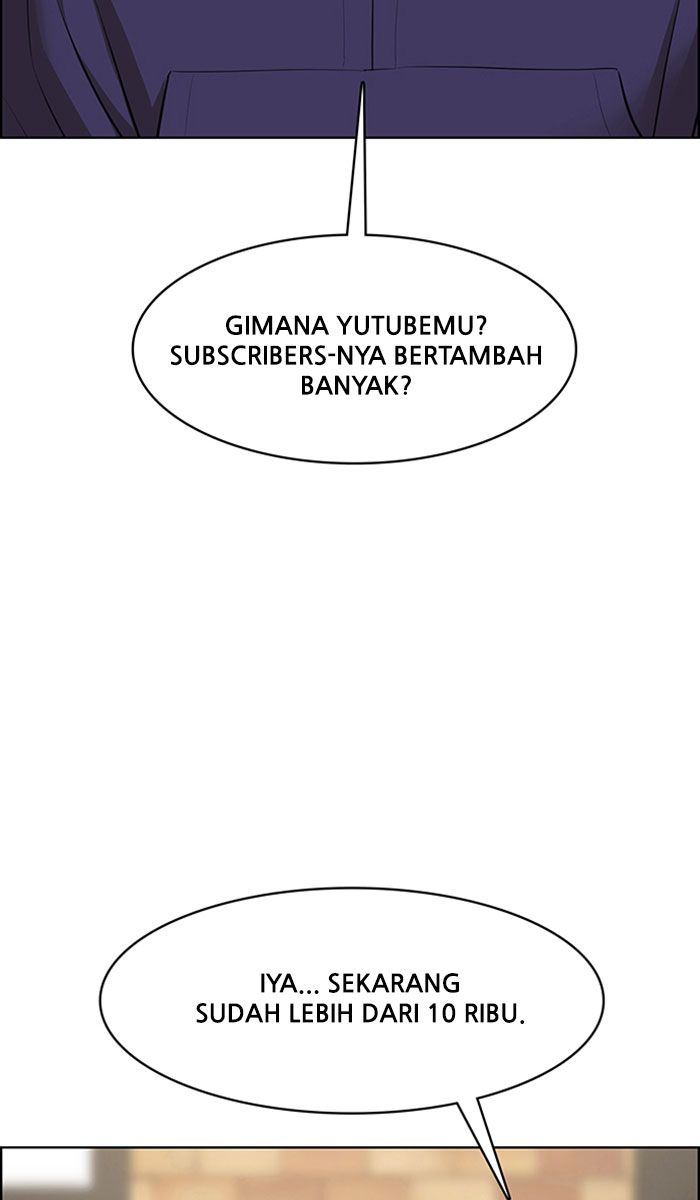 GIMANA YUTUBEMU?
SUBSCRIBERS-NYA BERTAMBAH
BANYAK?
IYA... SEKARANG
SUDAH LEBIH DARI 10 RIBU.